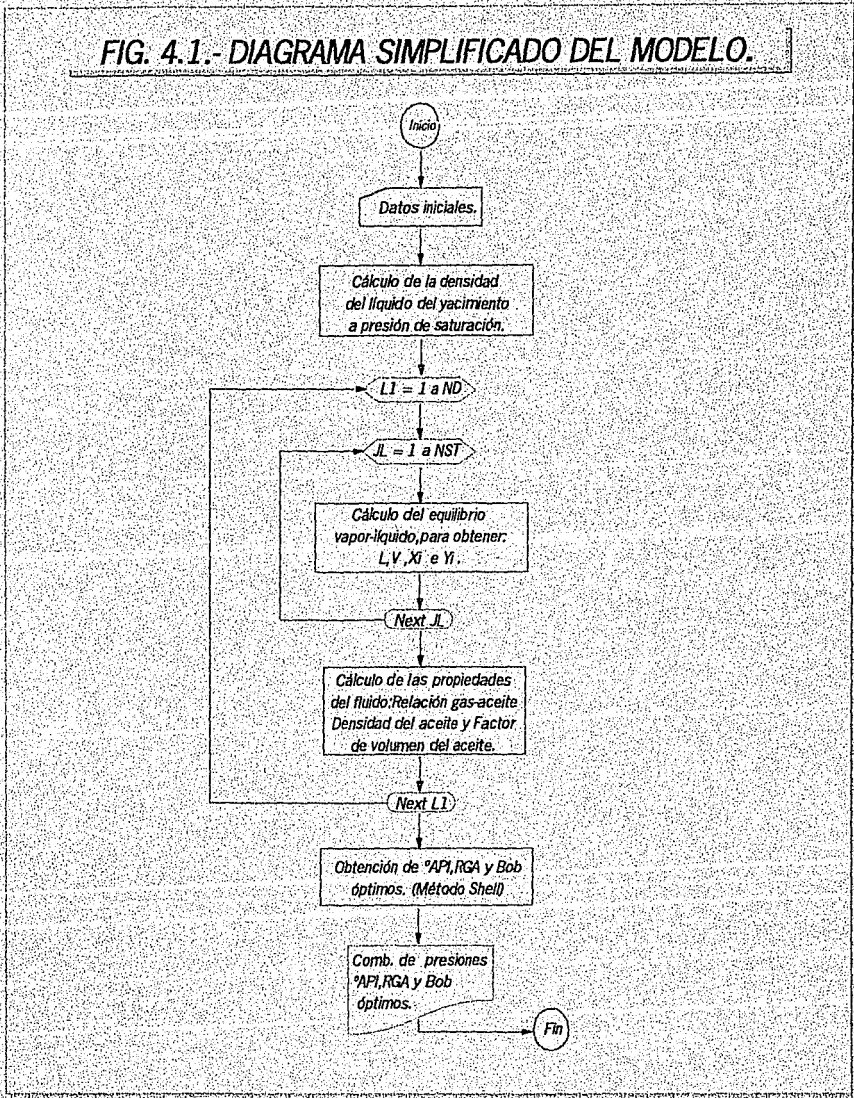 FIG. 4.1.- DIAGRAMA SIMPLIFICADO DEL MODELO.
Inicio
Datos iniciales.
Cálculo de la densidad
del líquido del yacimiento
a presión de saturación.
L1 = 1 a ND
JL = 1 a NST
Cálculo del equilibrio
vapor-líquido,para obtener:
L,V,Xi e Yi.
Next JL
Cálculo de las propiedades
del fluido:Relación gas-aceite
Densidad del aceite y Factor
de volumen del aceite.
Next L1
Obtención de °API,RGA y Bob
óptimos. (Método Shell)
Comb. de presiones
°API,RGA y Bob
óptimos.
Fin